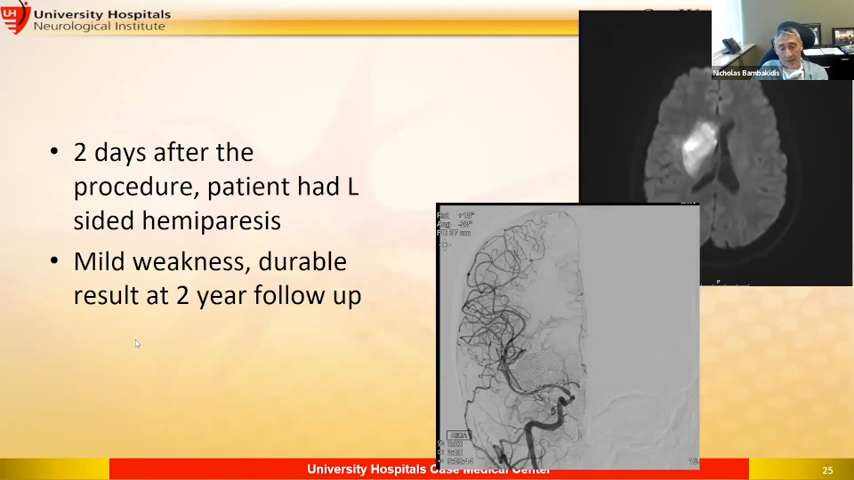 UH
University Hospitals
Neurological Institute
Nicholas Bambakidis
• 2 days after the
procedure, patient had L
sided hemiparesis
• Mild weakness, durable
result at 2 year follow up
University Hospitals Case Medical Center
25